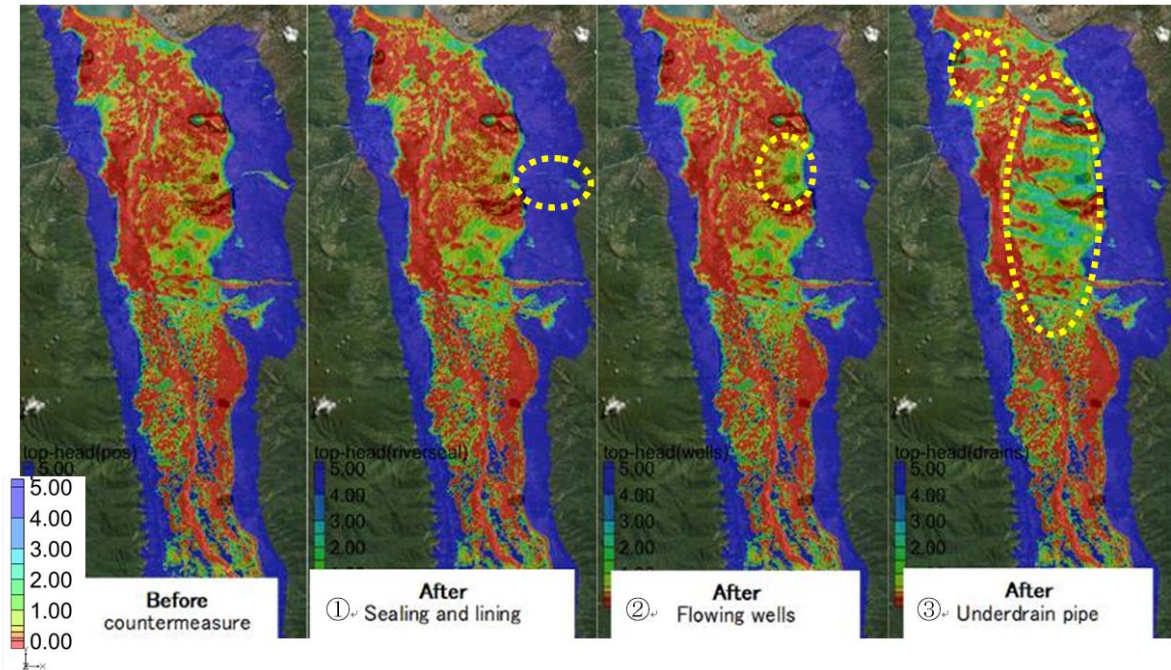 top-head(pos)
5.00
5.00
4.00
3.00
2.00
1.00
0.00
Before
countermeasure
top-head(riverseal)
5.00
4.00
3.00
2.00
① After
Sealing and lining
top-head(wells)
5.00
4.00
3.00
2.00
② After
Flowing wells
top-head(drains)
5.00
4.00
3.00
2.00
③ After
Underdrain pipe